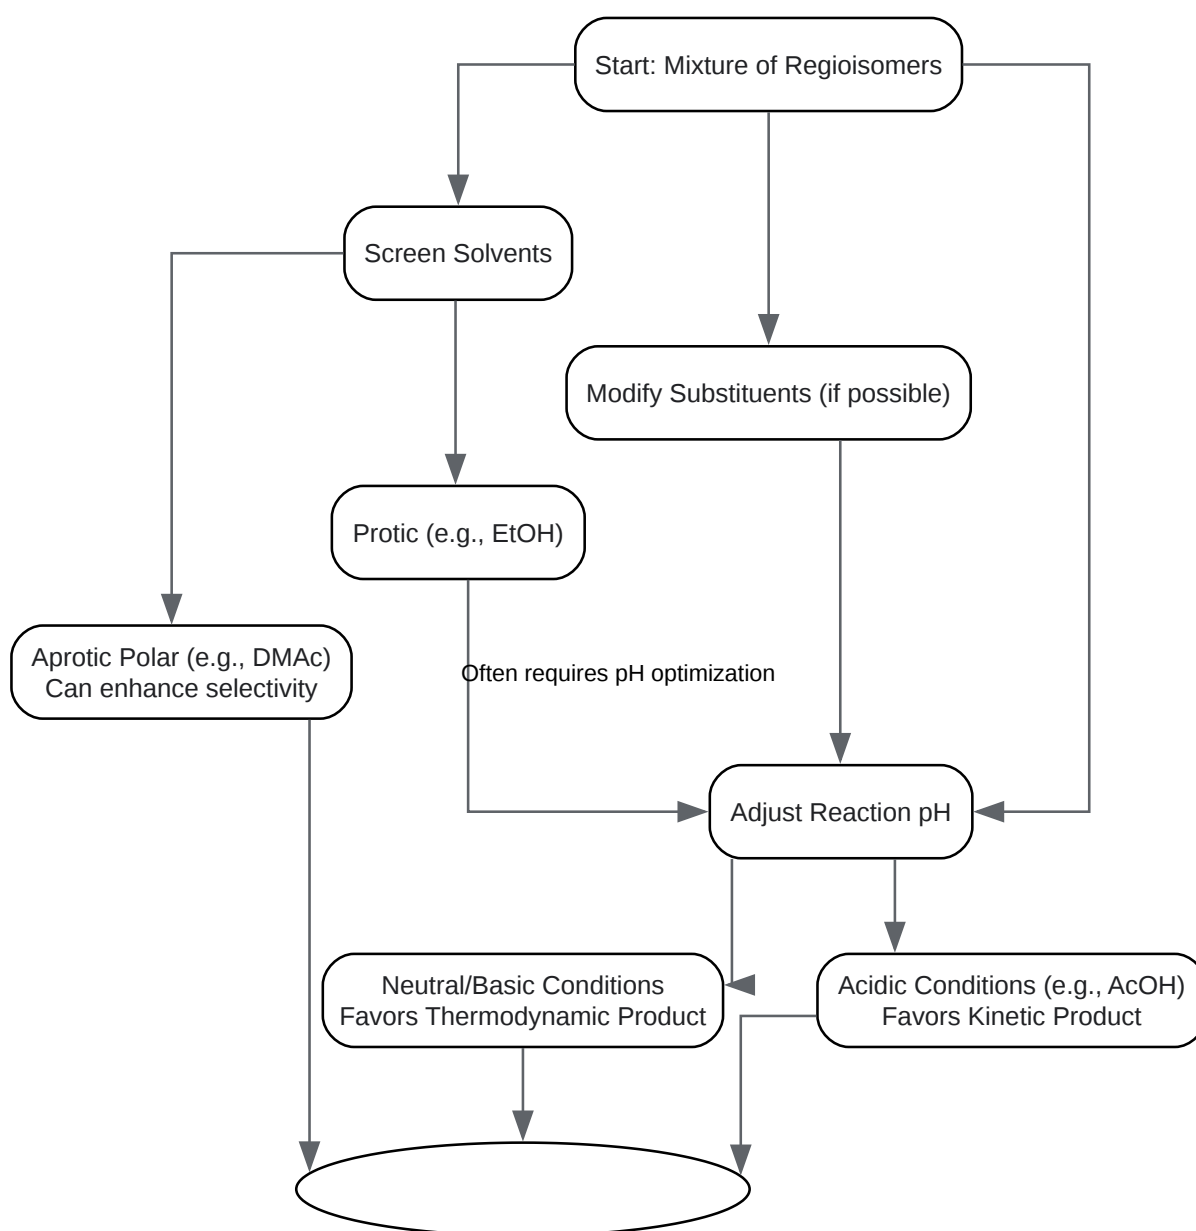 Start: Mixture of Regioisomers
Screen Solvents
Modify Substituents (if possible)
Protic (e.g., EtOH)
Aprotic Polar (e.g., DMAc)
Can enhance selectivity
Often requires pH optimization
Adjust Reaction pH
Neutral/Basic Conditions
Favors Thermodynamic Product
Acidic Conditions (e.g., AcOH)
Favors Kinetic Product